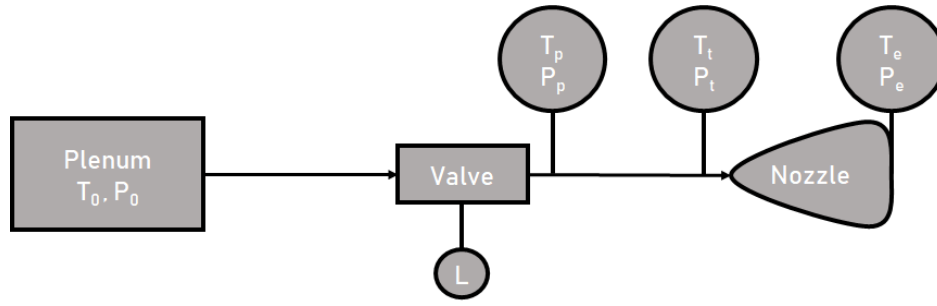 Plenum
T₀, P₀
Valve
L
Tₚ
Pₚ
Tₜ
Pₜ
Tₑ
Pₑ
Nozzle